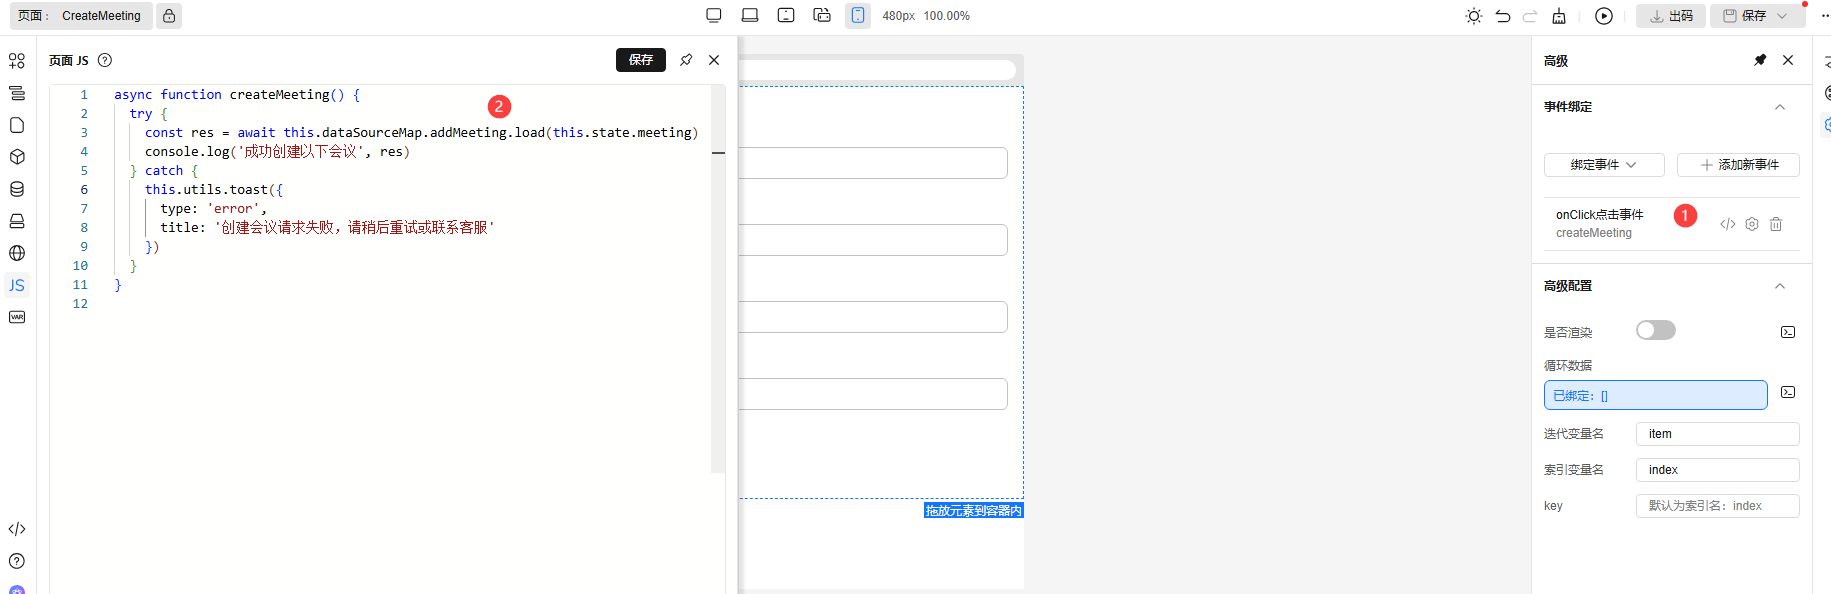 页面： CreateMeeting
480px 100.00%
出码
保存
页面 JS
保存
1 async function createMeeting() {
2 try {
3 const res = await this.dataSourceMap.addMeeting.load(this.state.meeting)
4 console.log('成功创建以下会议', res)
5 } catch {
6 this.utils.toast({
7 type: 'error',
8 title: '创建会议请求失败，请稍后重试或联系客服'
9 })
10 }
11 }
12
2
JS
VAR
拖放元素到容器内
高级
事件绑定
绑定事件
添加新事件
onClick点击事件
createMeeting
1
高级配置
是否渲染
循环数据
已绑定：[]
迭代变量名 item
索引变量名 index
key 默认为索引名：index